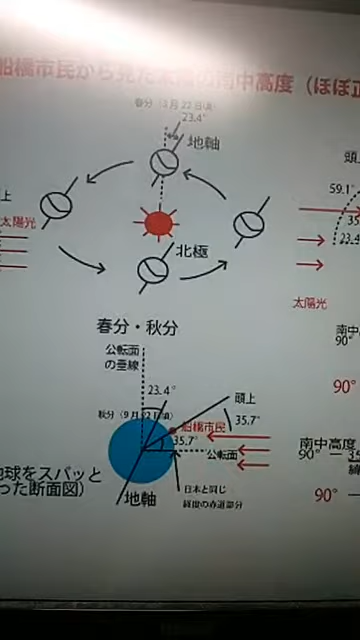 船橋市民から見た太陽の南中高度（ほぼ正
春分（3月22日頃）
23.4°
地軸
頭上
上
太陽光
59.1°
35
23.4
北極
太陽光
春分・秋分
公転面
の垂線
南中
90°
23.4°
頭上
90°
秋分（9月22日頃）
船橋市民
35.7°
35.7°
南中高度
公転面
90° － 35
地球をスパッと
った断面図）
地軸
日本と同じ
経度の赤道部分
90° －